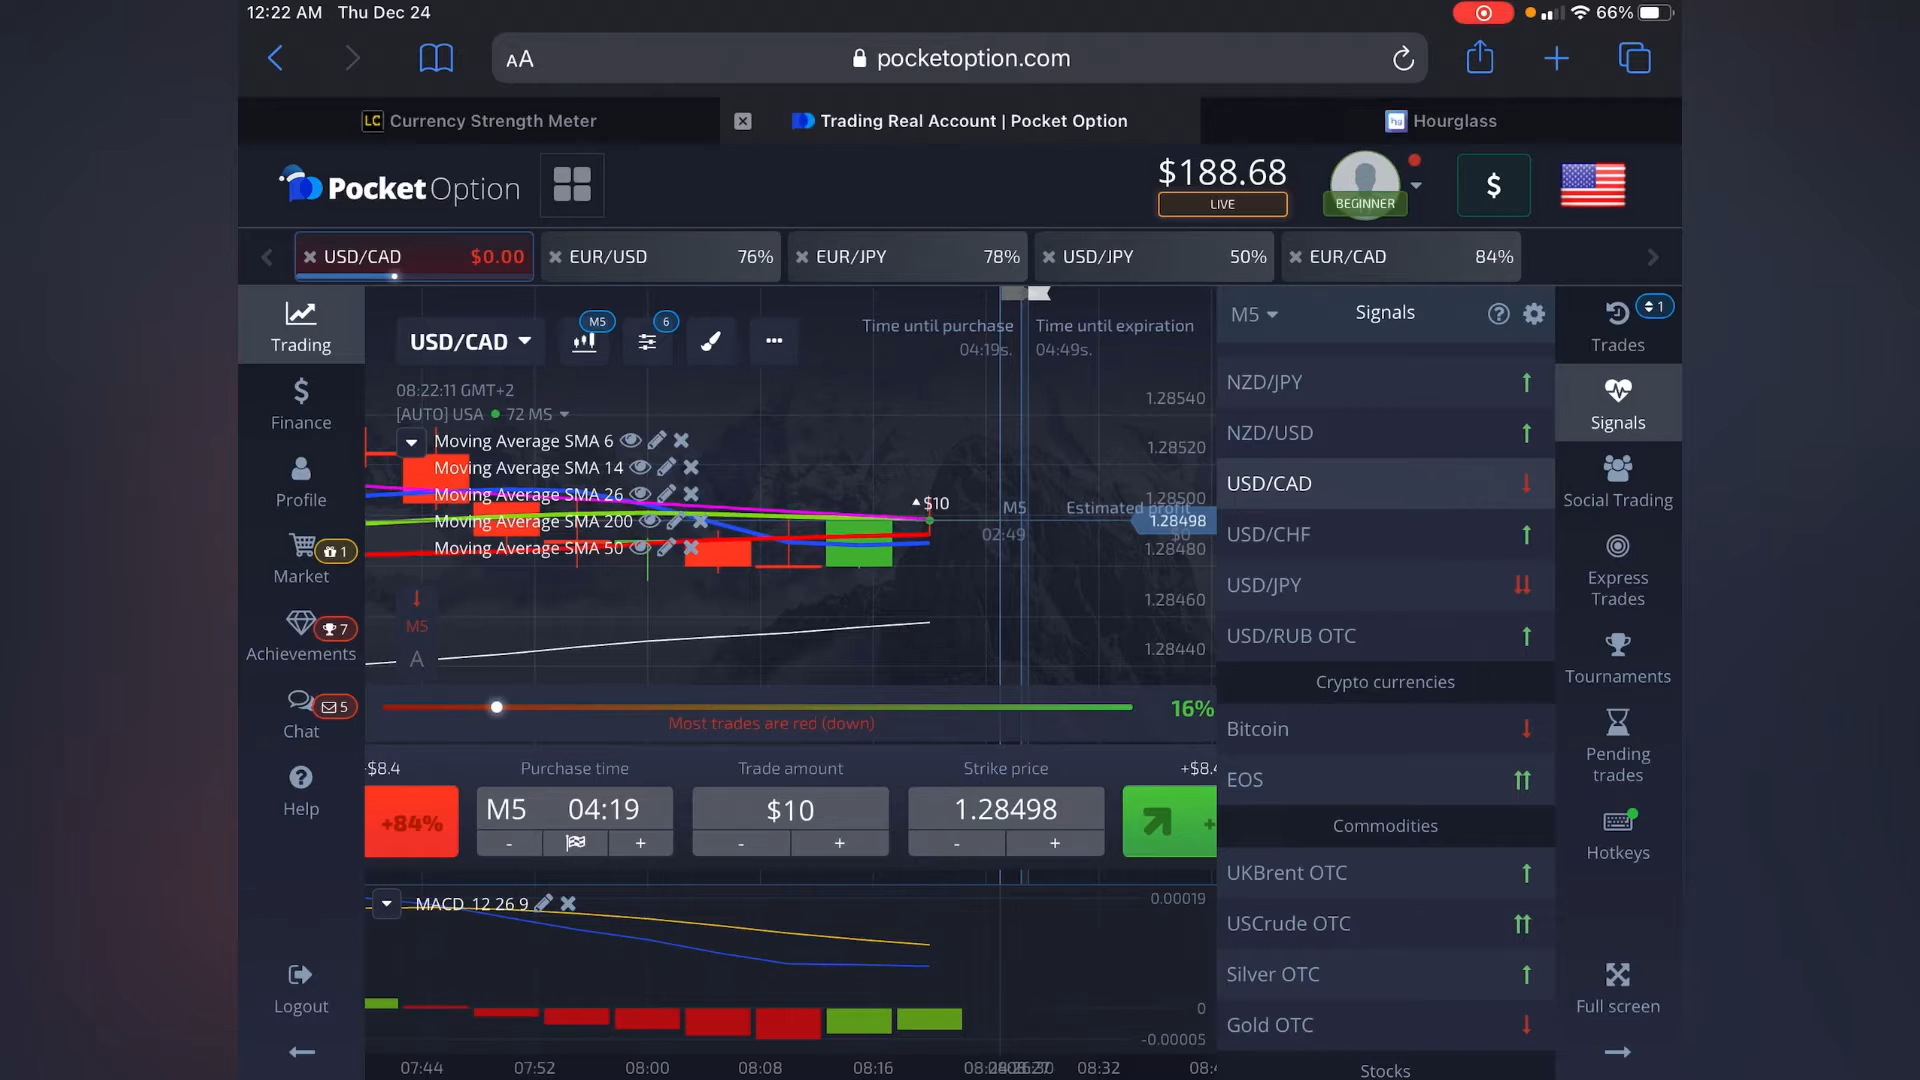 12:22 AM Thu Dec 24
66%
AA
pocketoption.com
LC Currency Strength Meter
Trading Real Account | Pocket Option
hg Hourglass
PocketOption
$188.68
LIVE
BEGINNER
$
USD/CAD $0.00
EUR/USD 76%
EUR/JPY 78%
USD/JPY 50%
EUR/CAD 84%
Trading
Finance
Profile
Market
1
Achievements
7
Chat
5
Help
Logout
USD/CAD
M5
6
Time until purchase
04:19s.
Time until expiration
04:49s.
08:22:11 GMT+2
[AUTO] USA 72 MS
Moving Average SMA 6
Moving Average SMA 14
Moving Average SMA 26
Moving Average SMA 200
Moving Average SMA 50
$10
M5
02:49
Estimated profit
$0
1.28540
1.28520
1.28500
1.28498
1.28480
1.28460
1.28440
M5
A
16%
Most trades are red (down)
+$8.4
Purchase time
Trade amount
Strike price
+$8.4
+84%
M5 04:19
- +
$10
- +
1.28498
- +
+
MACD 12 26 9
0.00019
0
-0.00005
07:44
07:52
08:00
08:08
08:16
08:32
M5 Signals
NZD/JPY
NZD/USD
USD/CAD
USD/CHF
USD/JPY
USD/RUB OTC
Crypto currencies
Bitcoin
EOS
Commodities
UKBrent OTC
USCrude OTC
Silver OTC
Gold OTC
Stocks
1
Trades
Signals
Social Trading
Express
Trades
Tournaments
Pending
trades
Hotkeys
Full screen